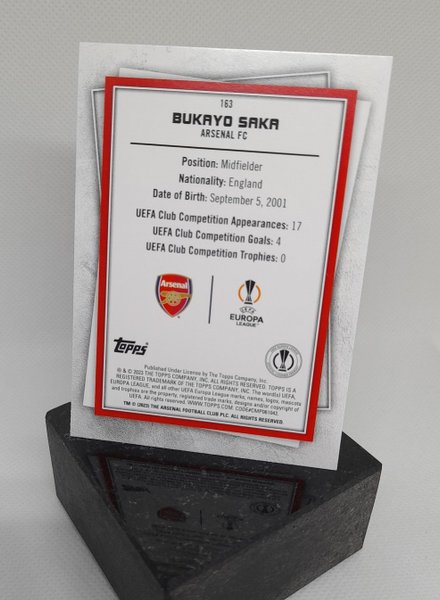 163
BUKAYO SAKA
ARSENAL FC
Position: Midfielder
Nationality: England
Date of Birth: September 5, 2001
UEFA Club Competition Appearances: 17
UEFA Club Competition Goals: 4
UEFA Club Competition Trophies: 0
Arsenal
UEFA
EUROPA
LEAGUE
Topps
Published Under License by The Topps Company, Inc.
® & © 2023 THE TOPPS COMPANY, INC. ALL RIGHTS RESERVED. TOPPS IS A
REGISTERED TRADEMARK OF THE TOPPS COMPANY, INC. The word(s) UEFA,
EUROPA LEAGUE, and all other UEFA Europa League marks, names, logos, mascots
are the property, registered trade marks, designs and/or copyright of
UEFA. All rights reserved. WWW.TOPPS.COM
TM © 2023 THE ARSENAL FOOTBALL CLUB PLC. ALL RIGHTS RESERVED.